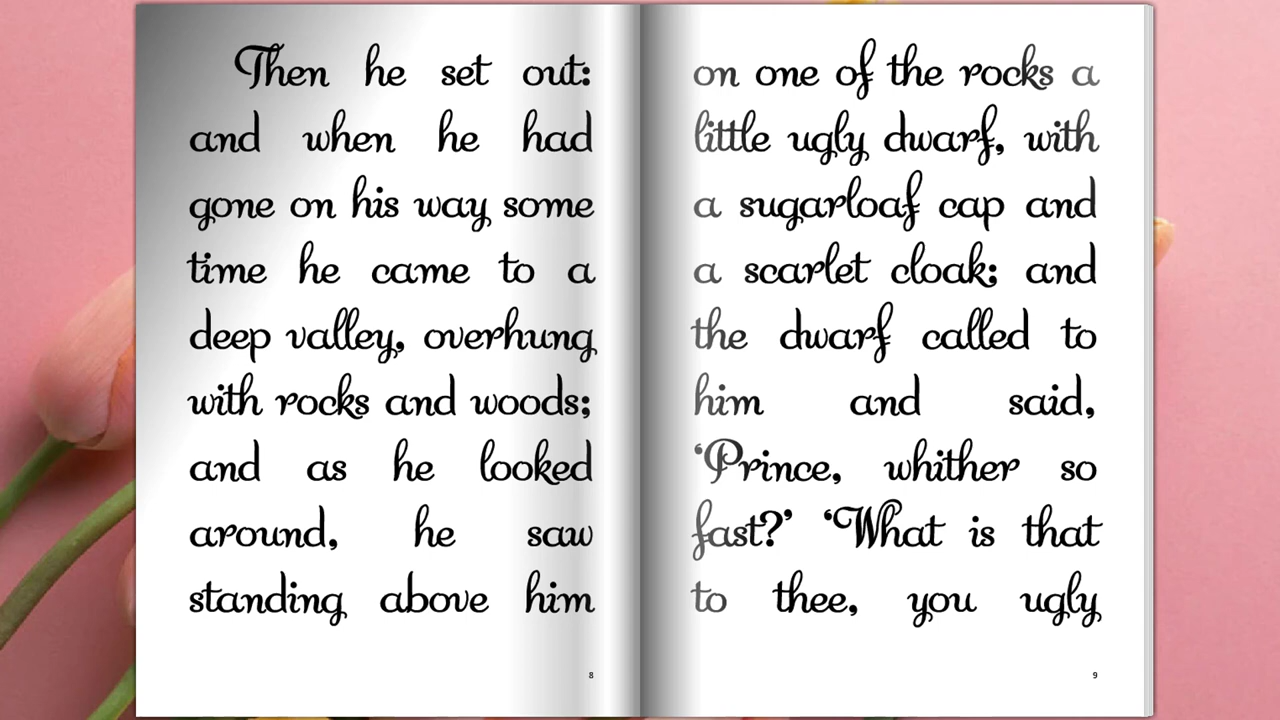 Then he set out:
and when he had
gone on his way some
time he came to a
deep valley, overhung
with rocks and woods;
and as he looked
around, he saw
standing above him
8
on one of the rocks a
little ugly dwarf, with
a sugarloaf cap and
a scarlet cloak; and
the dwarf called to
him and said,
‘Prince, whither so
fast?’ ‘What is that
to thee, you ugly
9